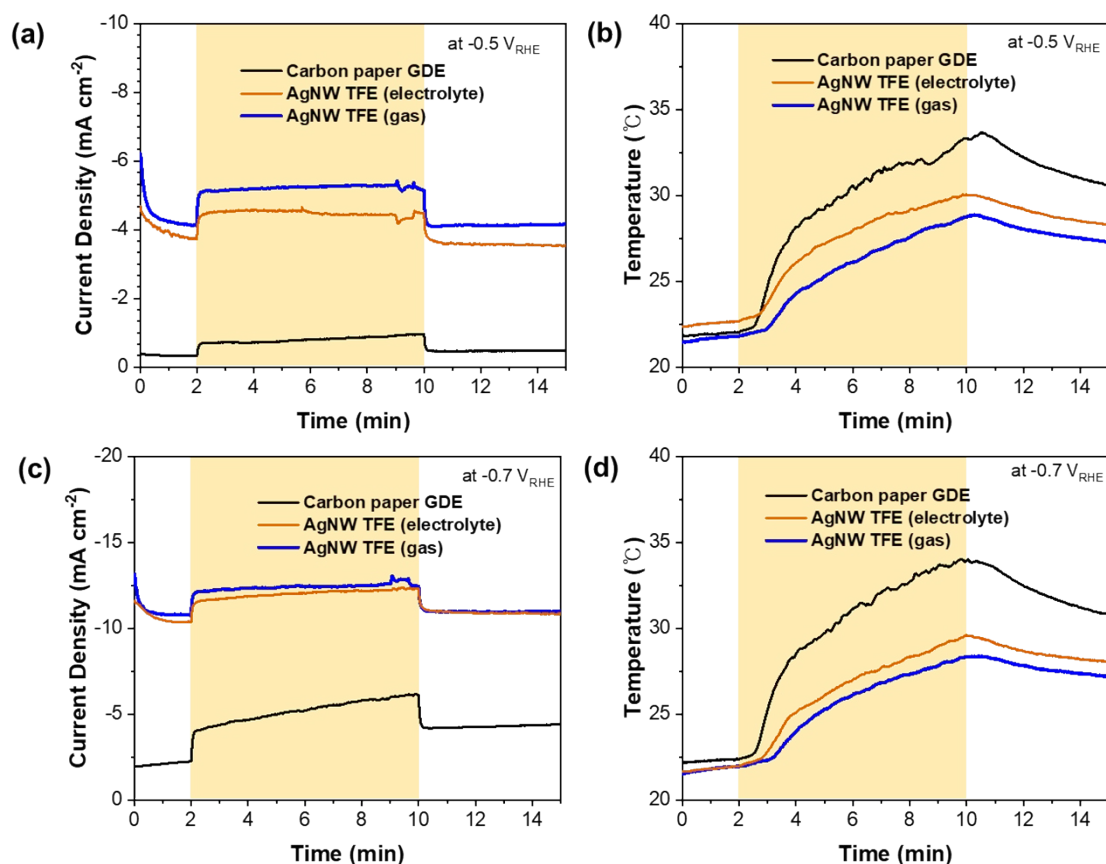 (a)
at -0.5 V_RHE
Carbon paper GDE
AgNW TFE (electrolyte)
AgNW TFE (gas)
Current Density (mA cm⁻²)
-10
-8
-6
-4
-2
0
0 2 4 6 8 10 12 14
Time (min)
(b)
at -0.5 V_RHE
Carbon paper GDE
AgNW TFE (electrolyte)
AgNW TFE (gas)
Temperature (℃)
40
35
30
25
20
0 2 4 6 8 10 12 14
Time (min)
(c)
at -0.7 V_RHE
Carbon paper GDE
AgNW TFE (electrolyte)
AgNW TFE (gas)
Current Density (mA cm⁻²)
-20
-15
-10
-5
0
0 2 4 6 8 10 12 14
Time (min)
(d)
at -0.7 V_RHE
Carbon paper GDE
AgNW TFE (electrolyte)
AgNW TFE (gas)
Temperature (℃)
40
35
30
25
20
0 2 4 6 8 10 12 14
Time (min)